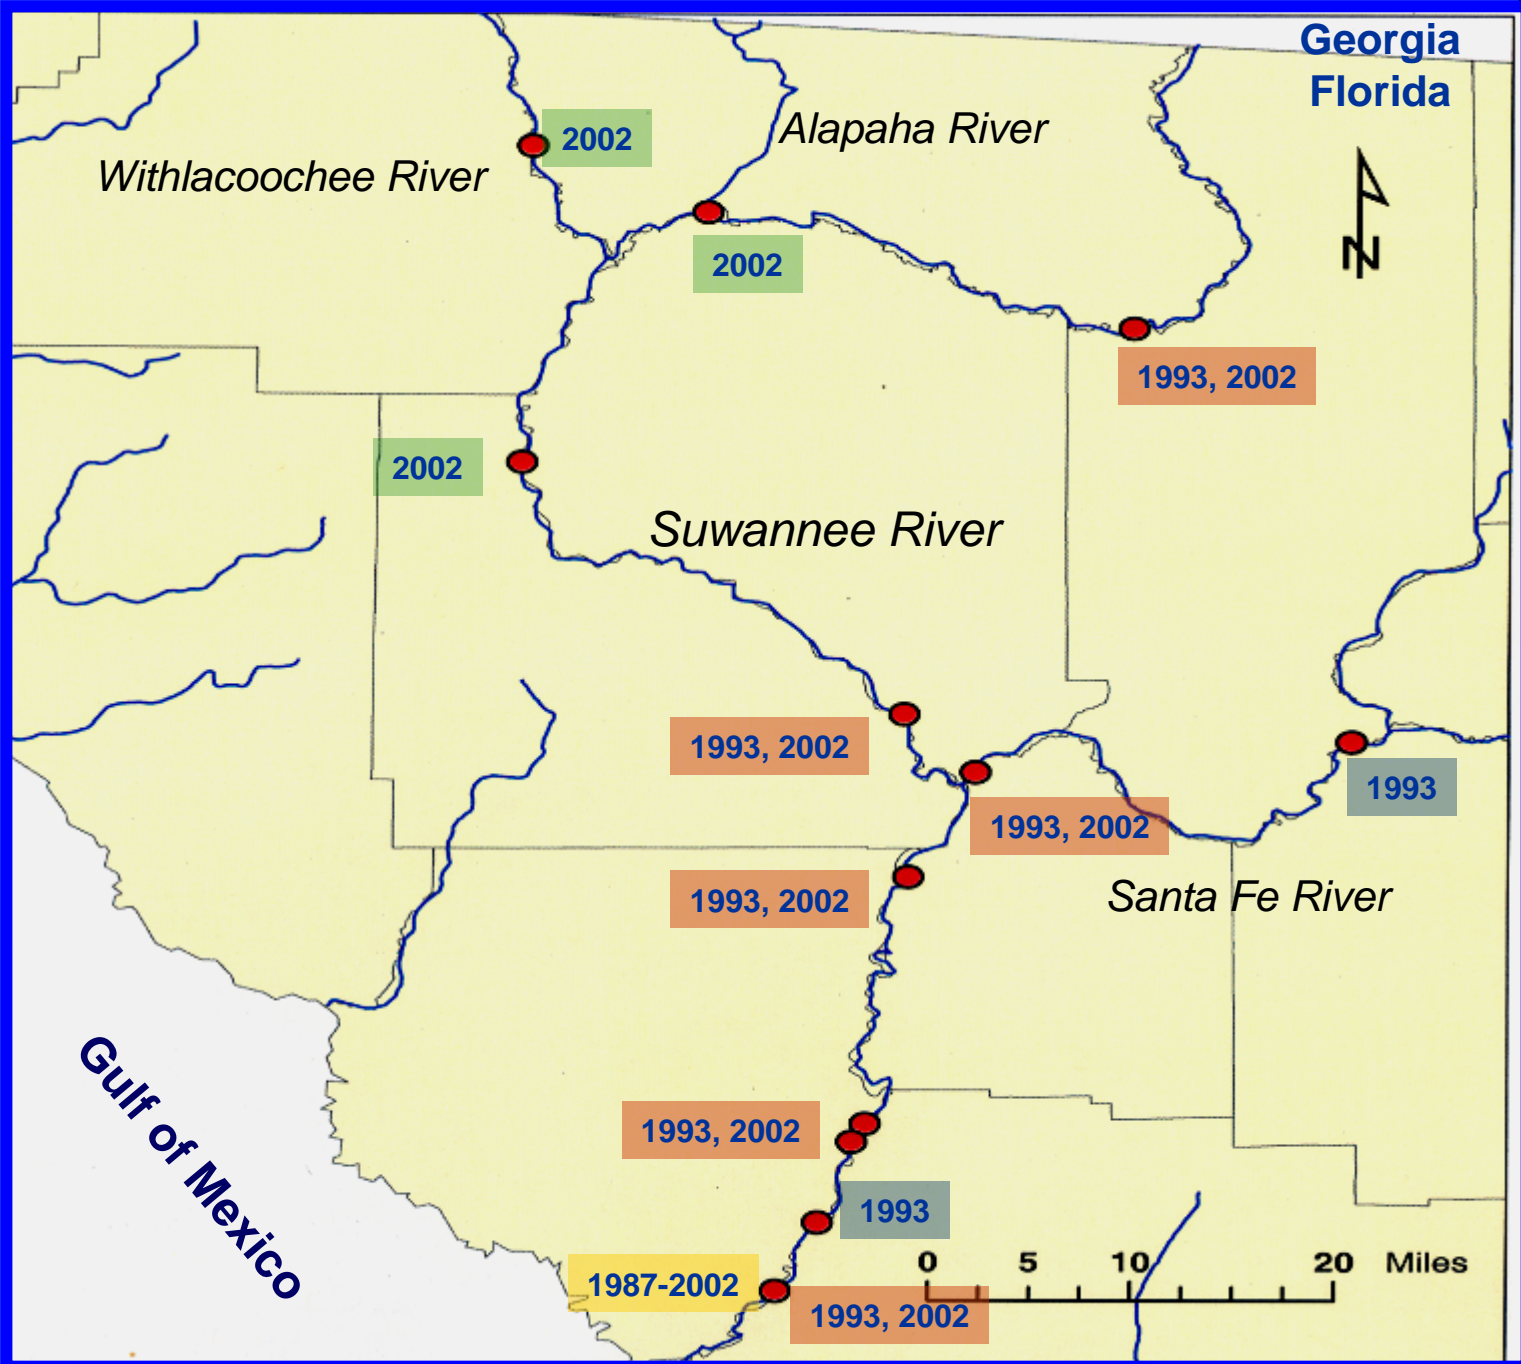 Georgia
Florida
Alapaha River
2002
Withlacoochee River
N
2002
1993, 2002
2002
Suwannee River
1993, 2002
1993
1993, 2002
1993, 2002
Santa Fe River
Gulf of Mexico
1993, 2002
1993
0 5 10 20 Miles
1987-2002
1993, 2002